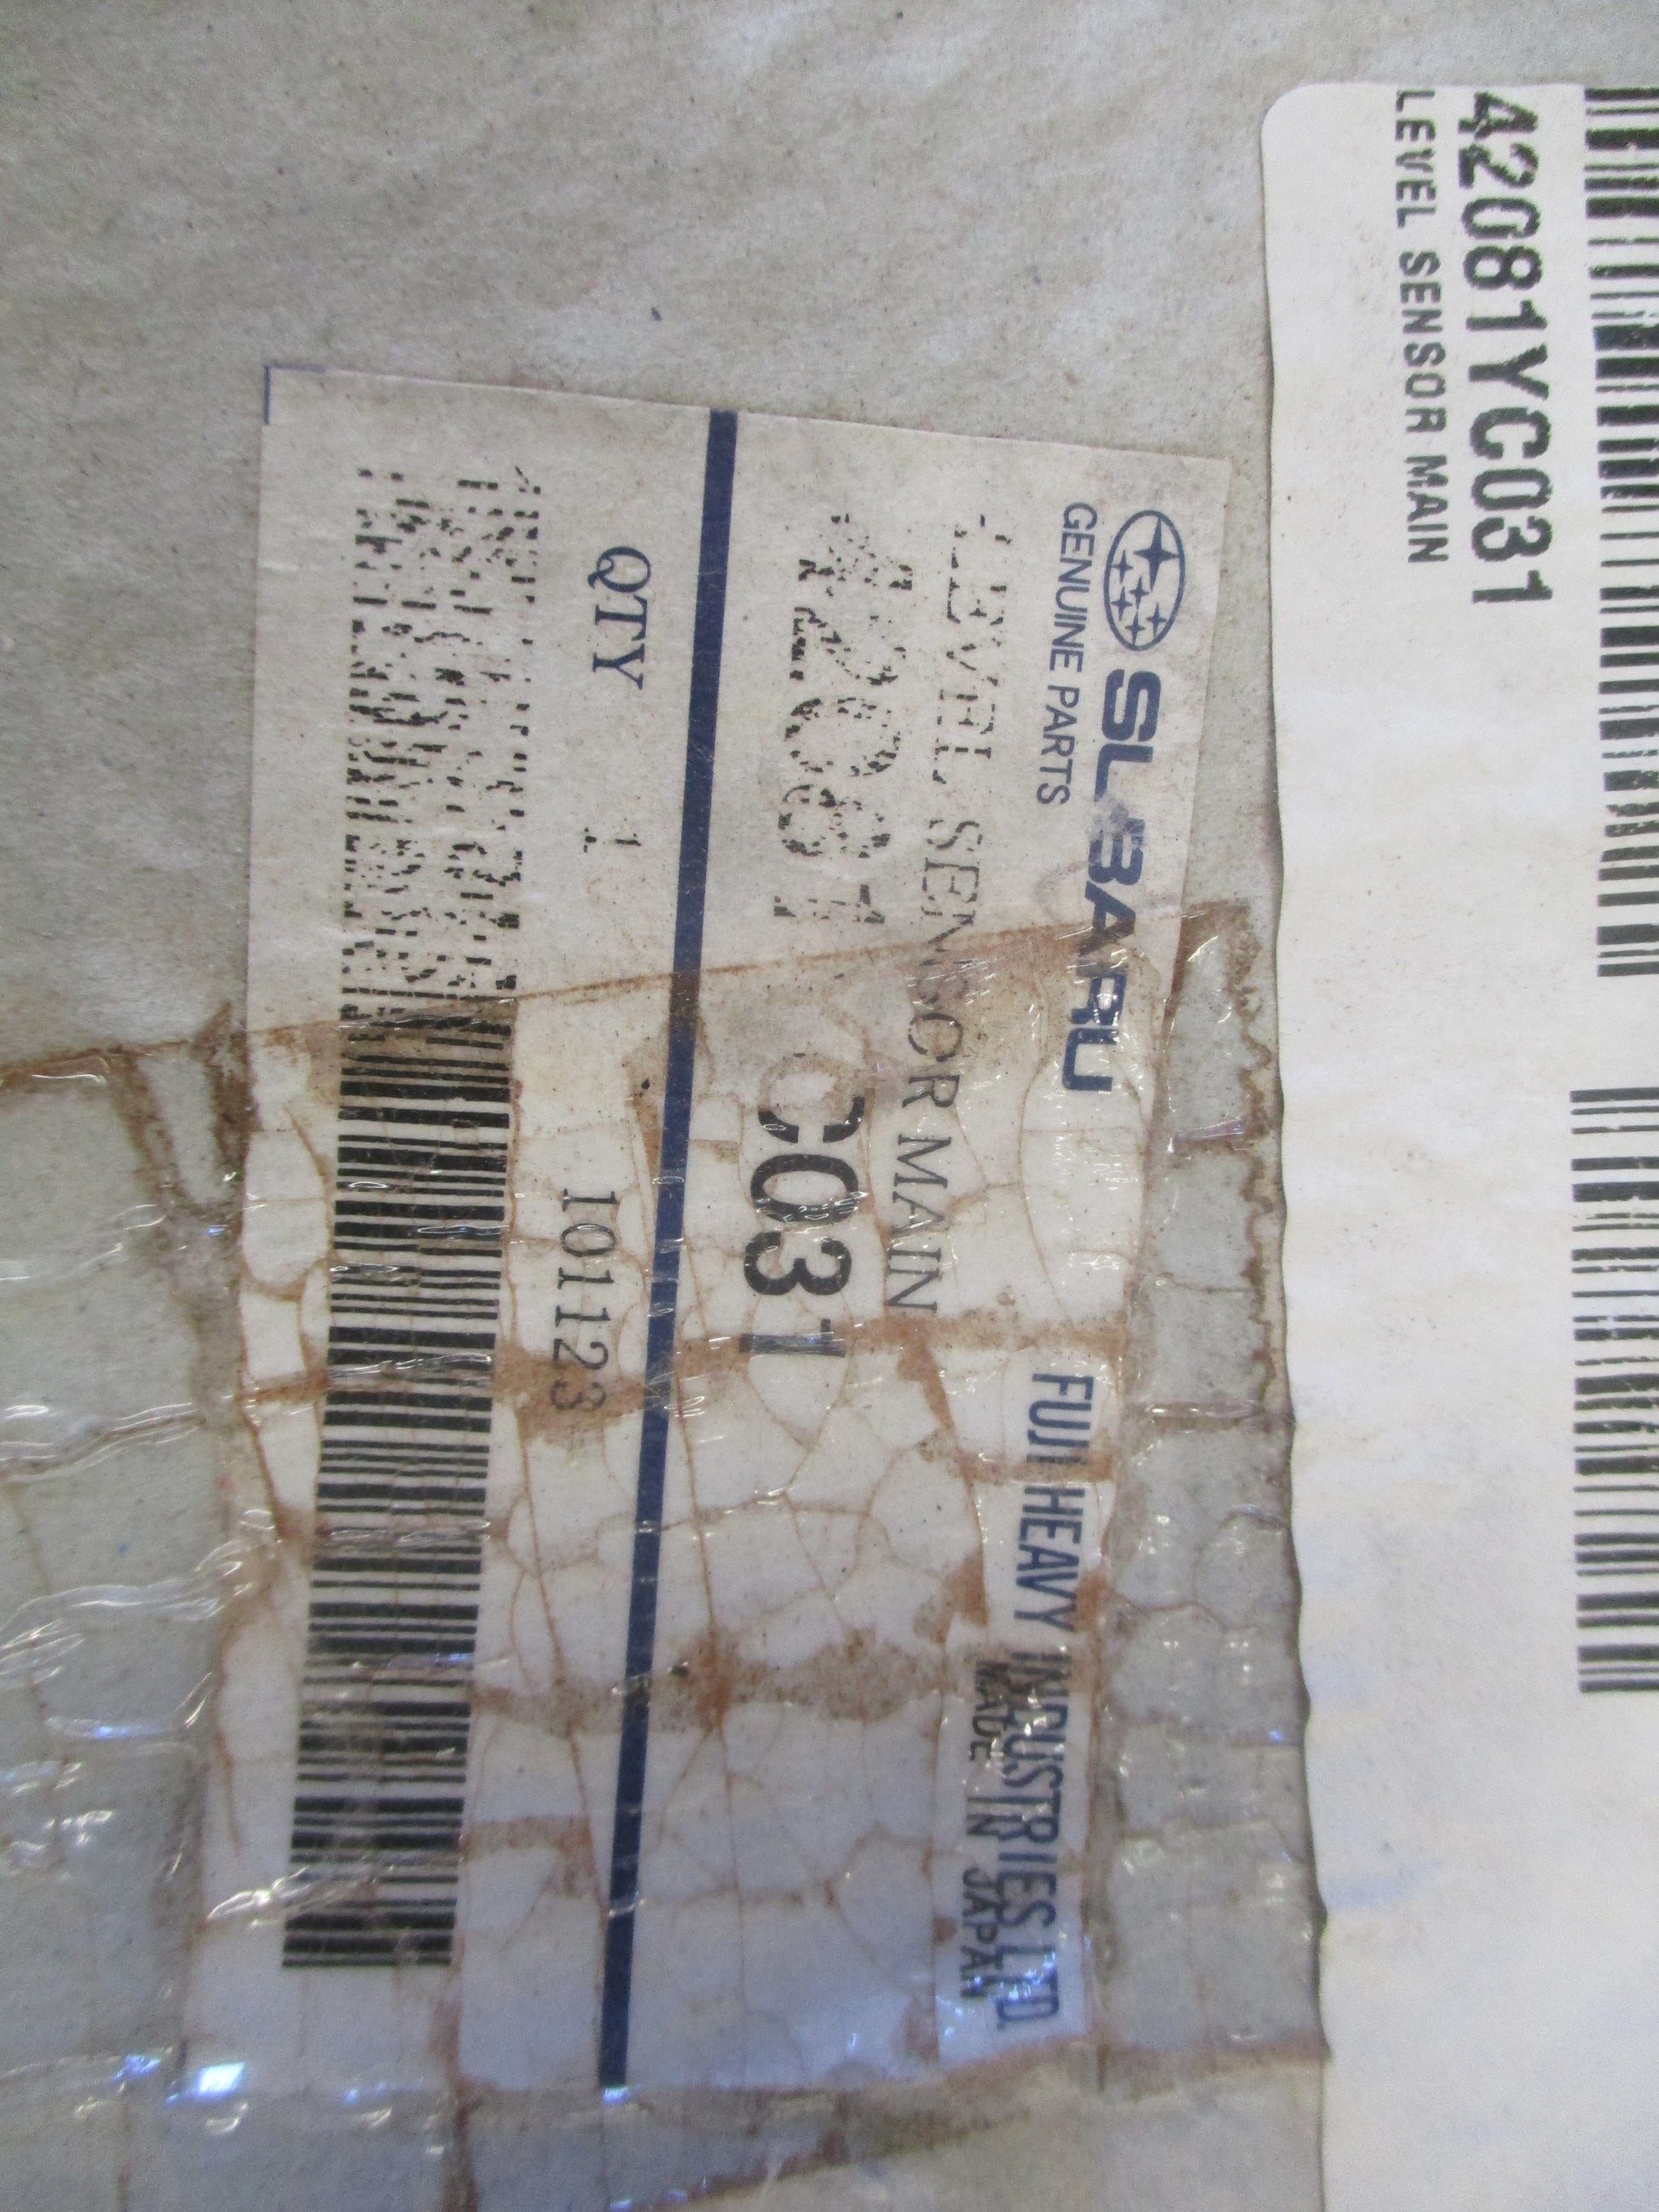 42081YC031
LEVEL SENSOR MAIN
SUBARU
GENUINE PARTS
FUJI HEAVY INDUSTRIES LTD.
MADE IN JAPAN
LEVEL SENSOR MAIN
42081 C031
QTY 1 101123